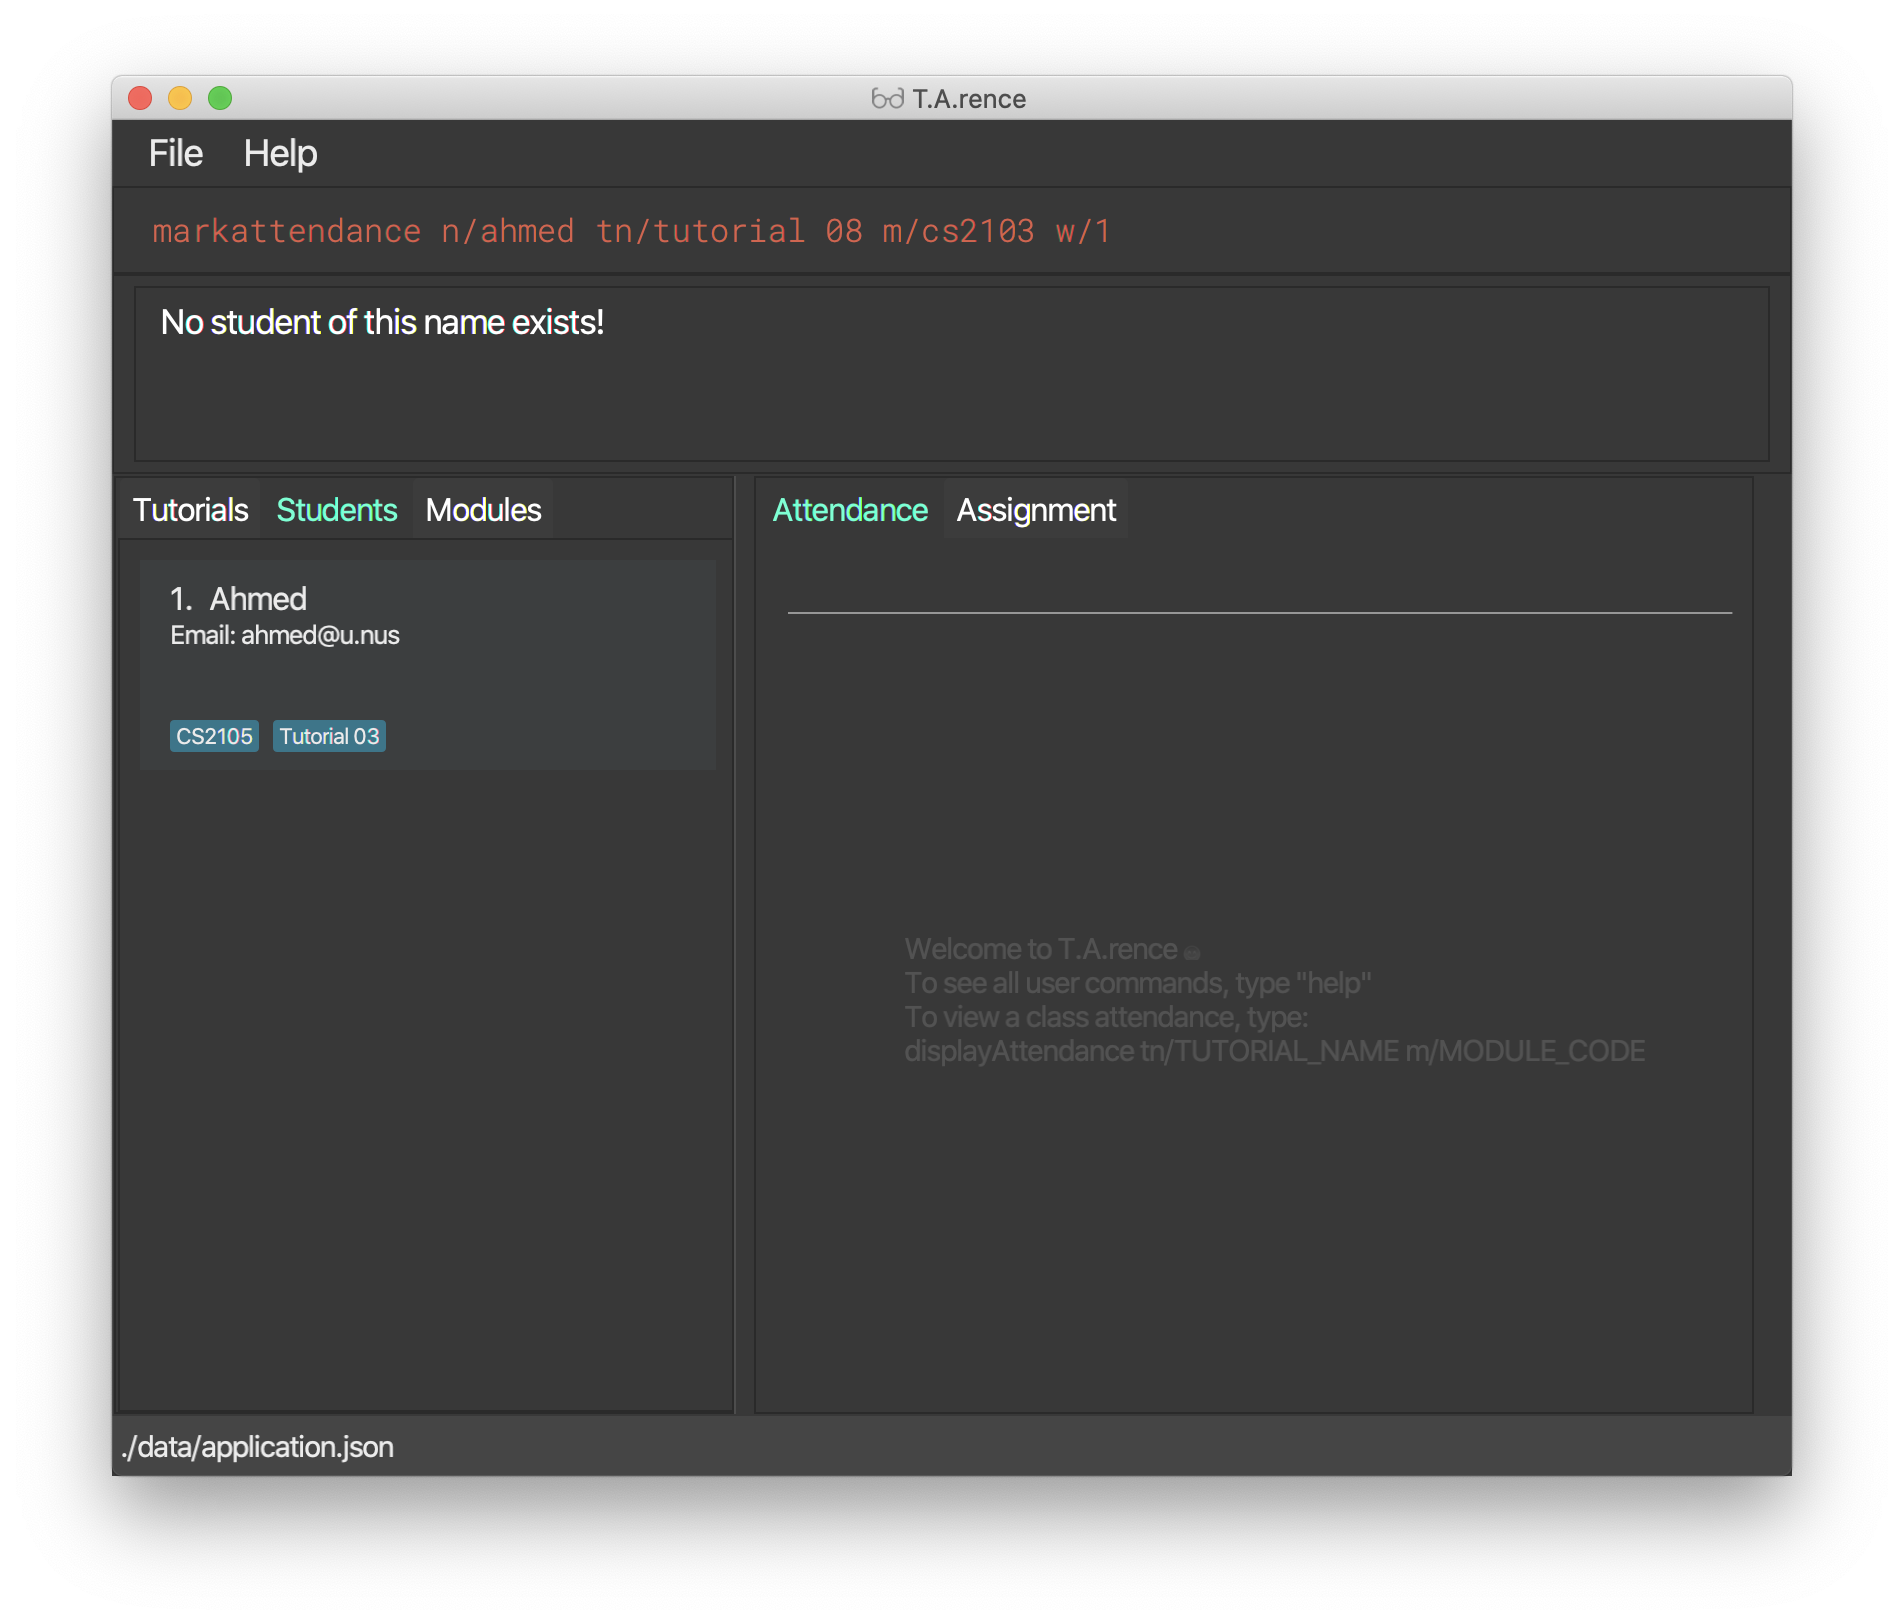 T.A.rence
File Help
markattendance n/ahmed tn/tutorial 08 m/cs2103 w/1
No student of this name exists!
Tutorials Students Modules
Attendance Assignment
1. Ahmed
Email: ahmed@u.nus
CS2105 Tutorial 03
Welcome to T.A.rence
To see all user commands, type "help"
To view a class attendance, type:
displayAttendance tn/TUTORIAL_NAME m/MODULE_CODE
./data/application.json